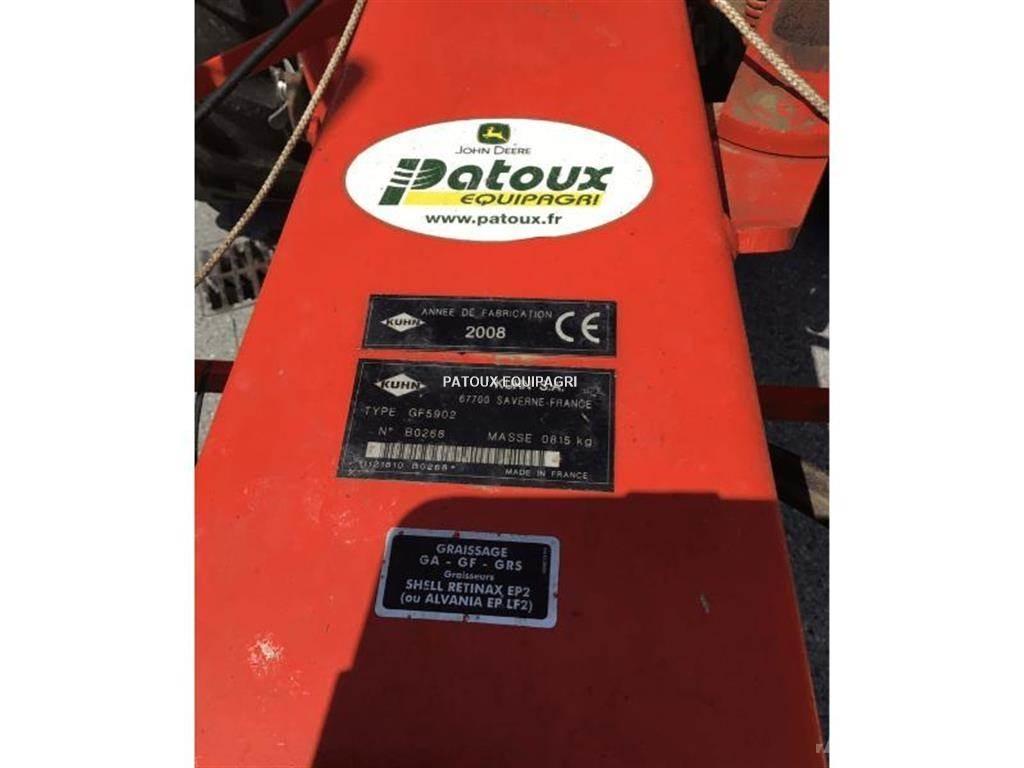 JOHN DEERE
Patoux
EQUIPAGRI
www.patoux.fr
KUHN ANNEE DE FABRICATION
2008 CE
KUHN KUHN S.A.
PATOUX EQUIPAGRI
67700 SAVERNE-FRANCE
TYPE GF5902
N° B0268 MASSE 0815 kg
B0268*
MADE IN FRANCE
GRAISSAGE
GA - GF - GRS
Graisseurs
SHELL RETINAX EP2
(ou ALVANIA EP LF2)